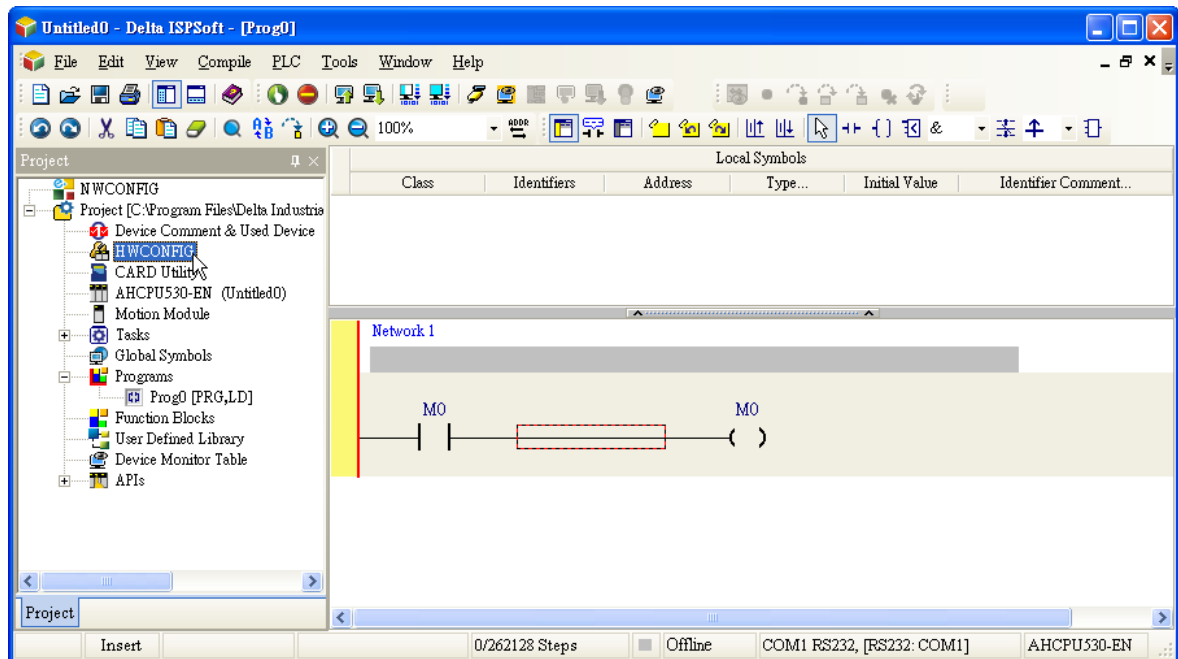 Untitled0 - Delta ISPSoft - [Prog0]
File Edit View Compile PLC Tools Window Help
100% ADDR &
Project
NWCONFIG
Project [C:\Program Files\Delta Industria
Device Comment & Used Device
HWCONFIG
CARD Utility
AHCPU530-EN (Untitled0)
Motion Module
Tasks
Global Symbols
Programs
Prog0 [PRG,LD]
Function Blocks
User Defined Library
Device Monitor Table
APIs
Project
Local Symbols
Class Identifiers Address Type... Initial Value Identifier Comment...
Network 1
M0 M0
Insert 0/262128 Steps Offline COM1 RS232, [RS232: COM1] AHCPU530-EN